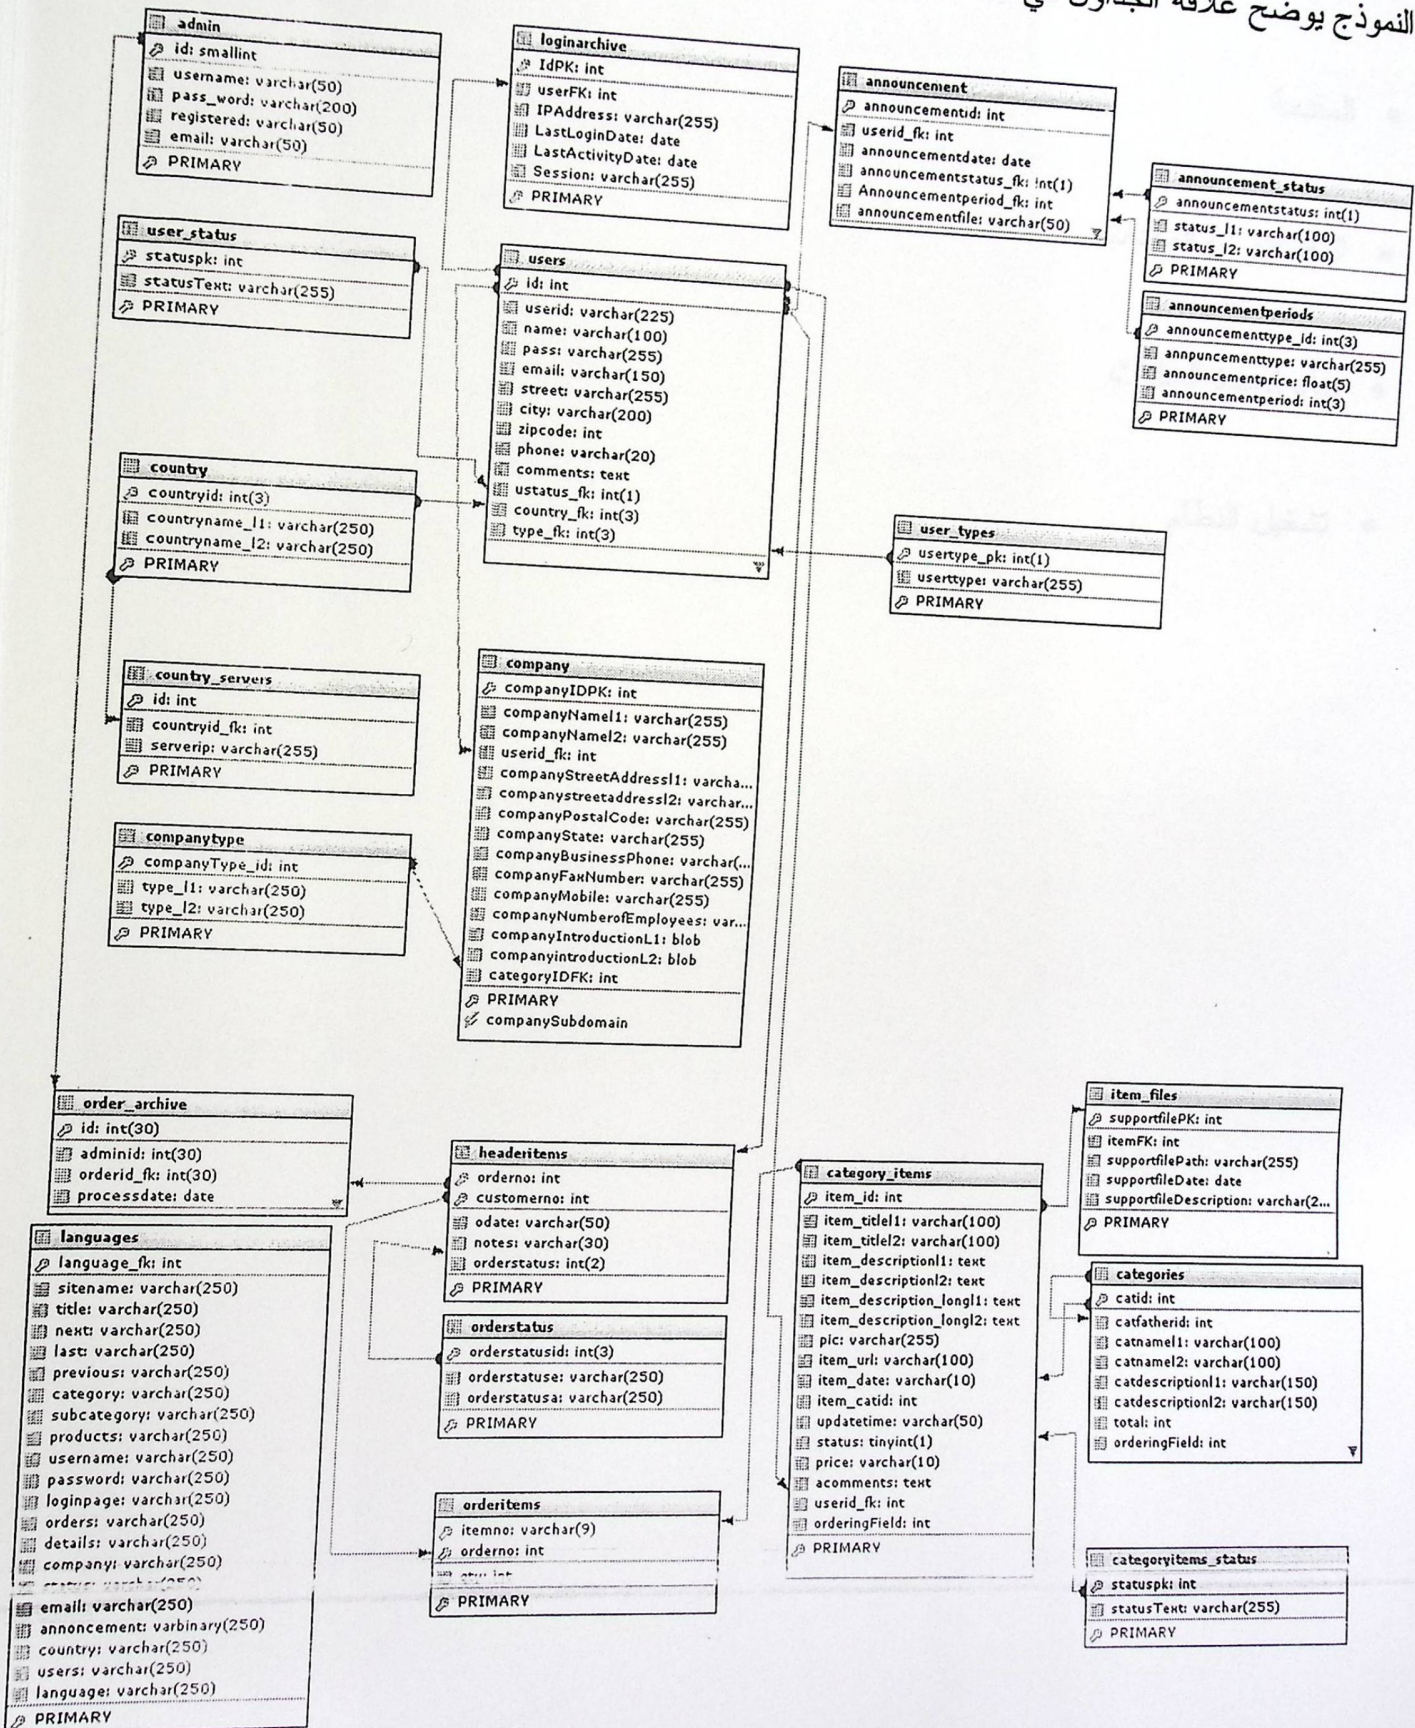 النموذج يوضح علاقة الجداول
admin
id: smallint
username: varchar(50)
pass_word: varchar(200)
registered: varchar(50)
email: varchar(50)
PRIMARY
loginarchive
IdPK: int
userFK: int
IPAddress: varchar(255)
LastLoginDate: date
LastActivityDate: date
Session: varchar(255)
PRIMARY
announcement
announcementid: int
userid_fk: int
announcementdate: date
announcementstatus_fk: int(1)
Announcementperiod_fk: int
announcementfile: varchar(50)
announcement_status
announcementstatus: int(1)
status_l1: varchar(100)
status_l2: varchar(100)
PRIMARY
announcementperiods
announcementtype_id: int(3)
annpuncementtype: varchar(255)
announcementprice: float(5)
announcementperiod: int(3)
PRIMARY
user_status
statuspk: int
statusText: varchar(255)
PRIMARY
users
id: int
userid: varchar(225)
name: varchar(100)
pass: varchar(255)
email: varchar(150)
street: varchar(255)
city: varchar(200)
zipcode: int
phone: varchar(20)
comments: text
ustatus_fk: int(1)
country_fk: int(3)
type_fk: int(3)
country
countryid: int(3)
countryname_l1: varchar(250)
countryname_l2: varchar(250)
PRIMARY
user_types
usertype_pk: int(1)
userttype: varchar(255)
PRIMARY
country_servers
id: int
countryid_fk: int
serverip: varchar(255)
PRIMARY
company
companyIDPK: int
companyNamel1: varchar(255)
companyNamel2: varchar(255)
userid_fk: int
companyStreetAddressl1: varcha...
companystreetaddressl2: varchar...
companyPostalCode: varchar(255)
companyState: varchar(255)
companyBusinessPhone: varchar(...
companyFaxNumber: varchar(255)
companyMobile: varchar(255)
companyNumberofEmployees: var...
companyIntroductionL1: blob
companyintroductionL2: blob
categoryIDFK: int
PRIMARY
companySubdomain
companytype
companyType_id: int
type_l1: varchar(250)
type_l2: varchar(250)
PRIMARY
order_archive
id: int(30)
adminid: int(30)
orderid_fk: int(30)
processdate: date
headeritems
orderno: int
customerno: int
odate: varchar(50)
notes: varchar(30)
orderstatus: int(2)
PRIMARY
category_items
item_id: int
item_titlel1: varchar(100)
item_titlel2: varchar(100)
item_descriptionl1: text
item_descriptionl2: text
item_description_longl1: text
item_description_longl2: text
pic: varchar(255)
item_url: varchar(100)
item_date: varchar(10)
item_catid: int
updatetime: varchar(50)
status: tinyint(1)
price: varchar(10)
acomments: text
userid_fk: int
orderingField: int
PRIMARY
item_files
supportfilePK: int
itemFK: int
supportfilePath: varchar(255)
supportfileDate: date
supportfileDescription: varchar(2...
PRIMARY
categories
catid: int
catfatherid: int
catnamel1: varchar(100)
catnamel2: varchar(100)
catdescriptionl1: varchar(150)
catdescriptionl2: varchar(150)
total: int
orderingField: int
languages
language_fk: int
sitename: varchar(250)
title: varchar(250)
next: varchar(250)
last: varchar(250)
previous: varchar(250)
category: varchar(250)
subcategory: varchar(250)
products: varchar(250)
username: varchar(250)
password: varchar(250)
loginpage: varchar(250)
orders: varchar(250)
details: varchar(250)
company: varchar(250)
email: varchar(250)
annoncement: varbinary(250)
country: varchar(250)
users: varchar(250)
language: varchar(250)
PRIMARY
orderstatus
orderstatusid: int(3)
orderstatuse: varchar(250)
orderstatusa: varchar(250)
PRIMARY
orderitems
itemno: varchar(9)
orderno: int
PRIMARY
categoryitems_status
statuspk: int
statusText: varchar(255)
PRIMARY